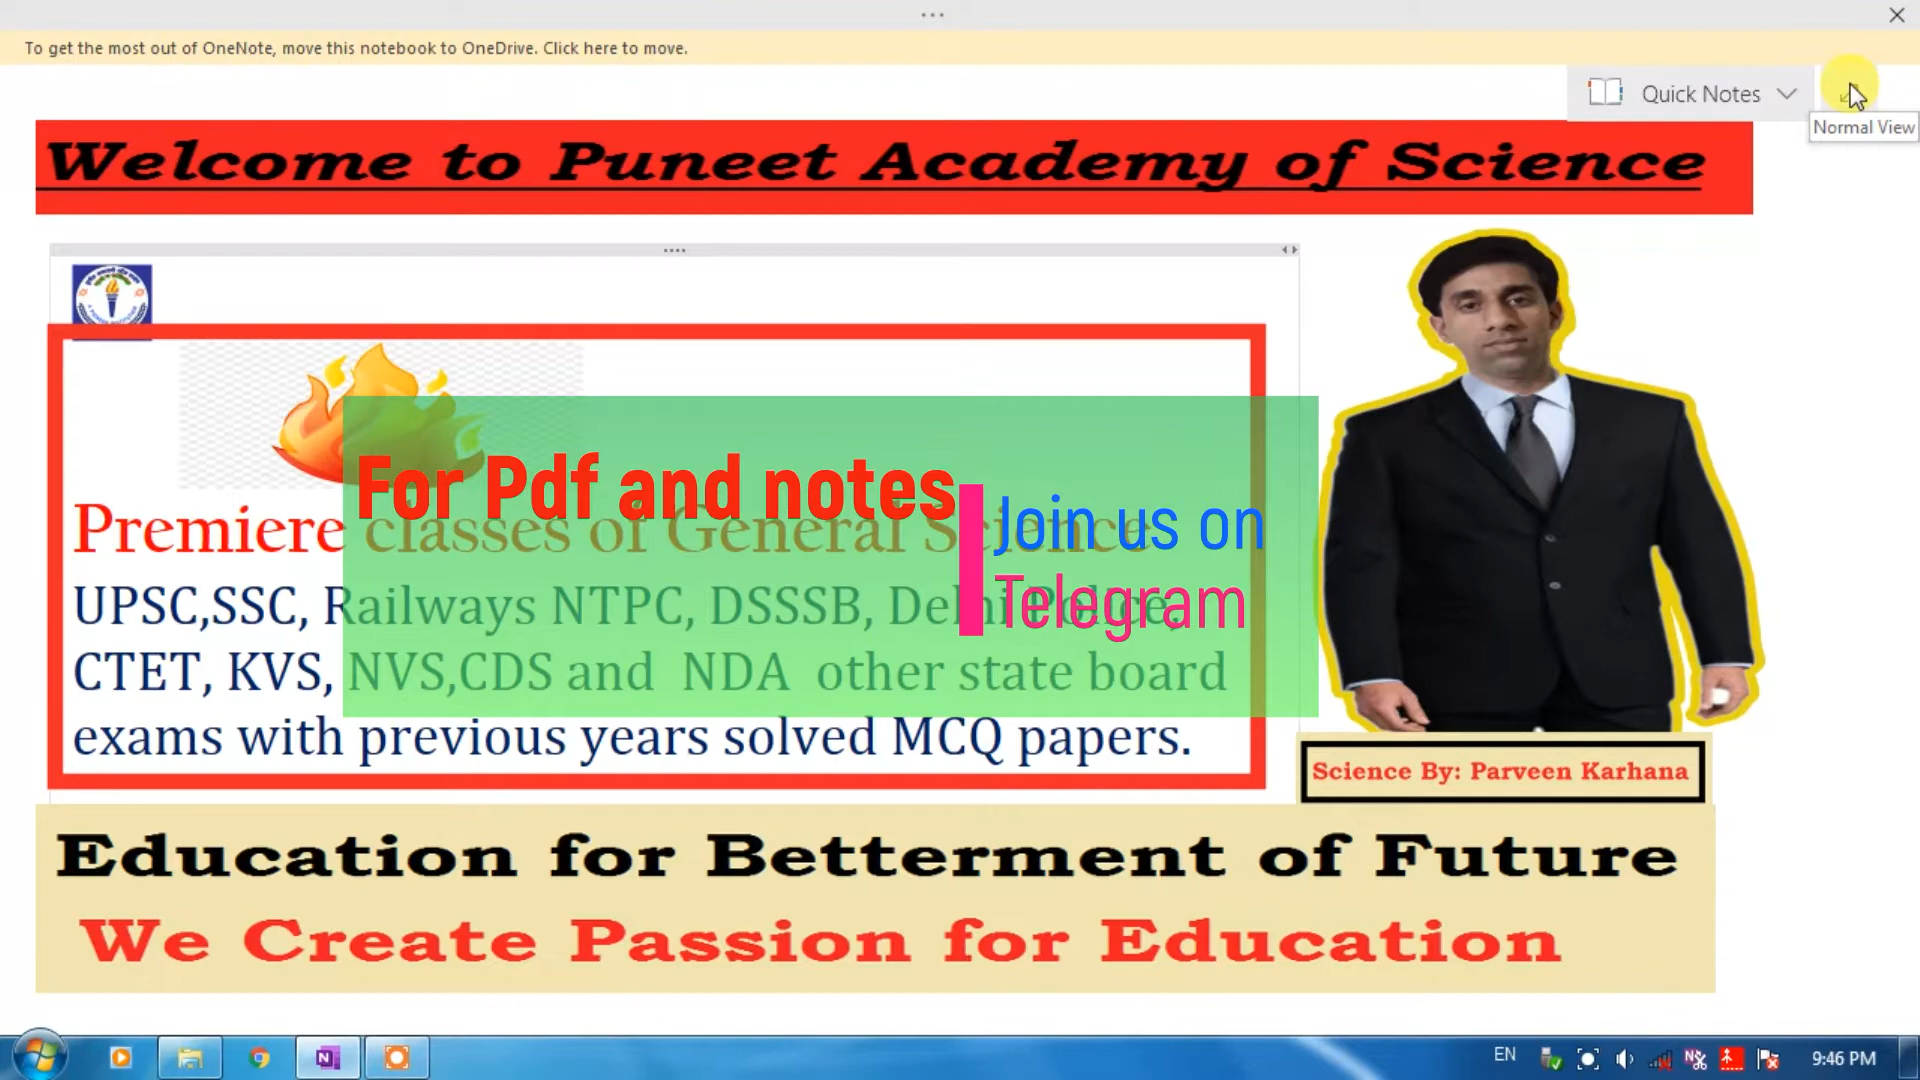 To get the most out of OneNote, move this notebook to OneDrive. Click here to move.
Quick Notes
Normal View
Welcome to Puneet Academy of Science
For Pdf and notes
Join us on
Telegram
Premiere classes of General Science
UPSC,SSC, Railways NTPC, DSSSB, Delhi Police,
CTET, KVS, NVS,CDS and NDA other state board
exams with previous years solved MCQ papers.
Science By: Parveen Karhana
Education for Betterment of Future
We Create Passion for Education
EN
9:46 PM